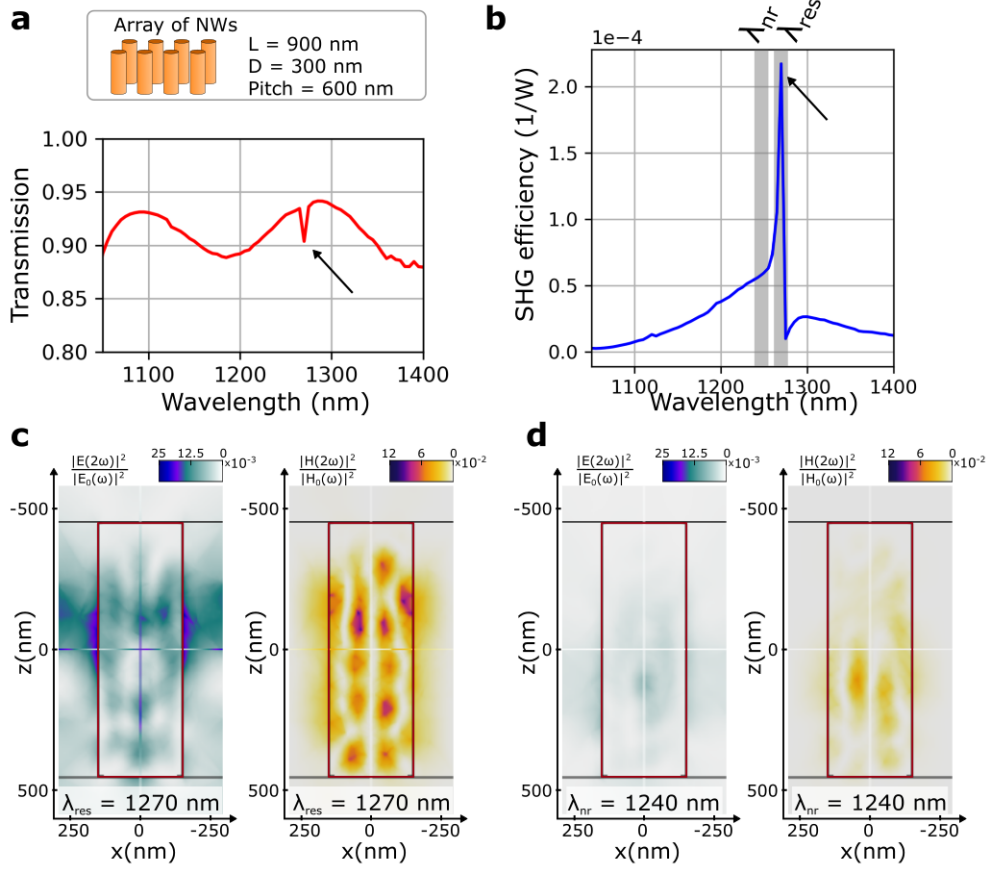 a
Array of NWs
L = 900 nm
D = 300 nm
Pitch = 600 nm
1.00
0.95
0.90
0.85
0.80
Transmission
1100
1200
1300
1400
Wavelength (nm)
b
λnr
λres
1e−4
2.0
1.5
1.0
0.5
0.0
SHG efficiency (1/W)
1100
1200
1300
1400
Wavelength (nm)
c
|E(2ω)|²
|E₀(ω)|²
25 12.5 0
×10⁻³
-500
0
500
z(nm)
λres = 1270 nm
250 0 -250
x(nm)
|H(2ω)|²
|H₀(ω)|²
12 6 0
×10⁻²
-500
0
500
z(nm)
λres = 1270 nm
250 0 -250
x(nm)
d
|E(2ω)|²
|E₀(ω)|²
25 12.5 0
×10⁻³
-500
0
500
z(nm)
λnr = 1240 nm
250 0 -250
x(nm)
|H(2ω)|²
|H₀(ω)|²
12 6 0
×10⁻²
-500
0
500
z(nm)
λnr = 1240 nm
250 0 -250
x(nm)